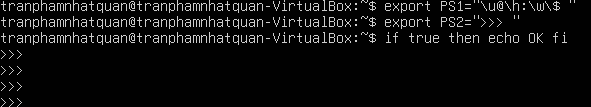 tranphamnhatquan@tranphamnhatquan-VirtualBox:~$ export PS1="\u@\h:\w\$ "
tranphamnhatquan@tranphamnhatquan-VirtualBox:~$ export PS2=">>> "
tranphamnhatquan@tranphamnhatquan-VirtualBox:~$ if true then echo OK fi
>>>
>>>
>>>
>>>